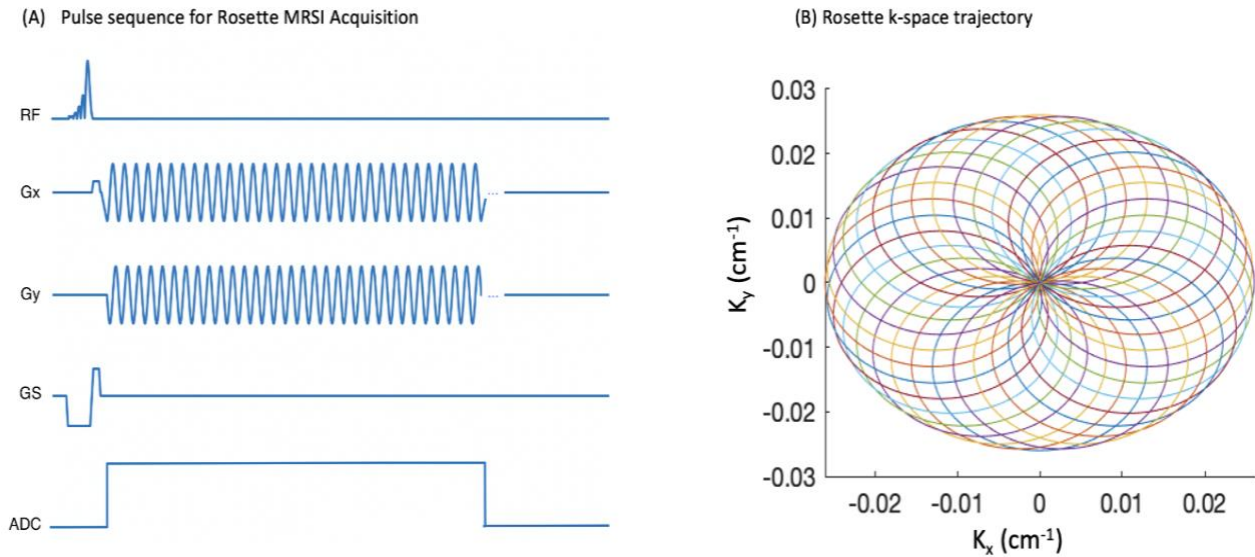 (A) Pulse sequence for Rosette MRSI Acquisition
RF
Gx
...
Gy
...
GS
ADC
(B) Rosette k-space trajectory
0.03
0.02
0.01
0
-0.01
-0.02
-0.03
K_y (cm⁻¹)
-0.02 -0.01 0 0.01 0.02
K_x (cm⁻¹)